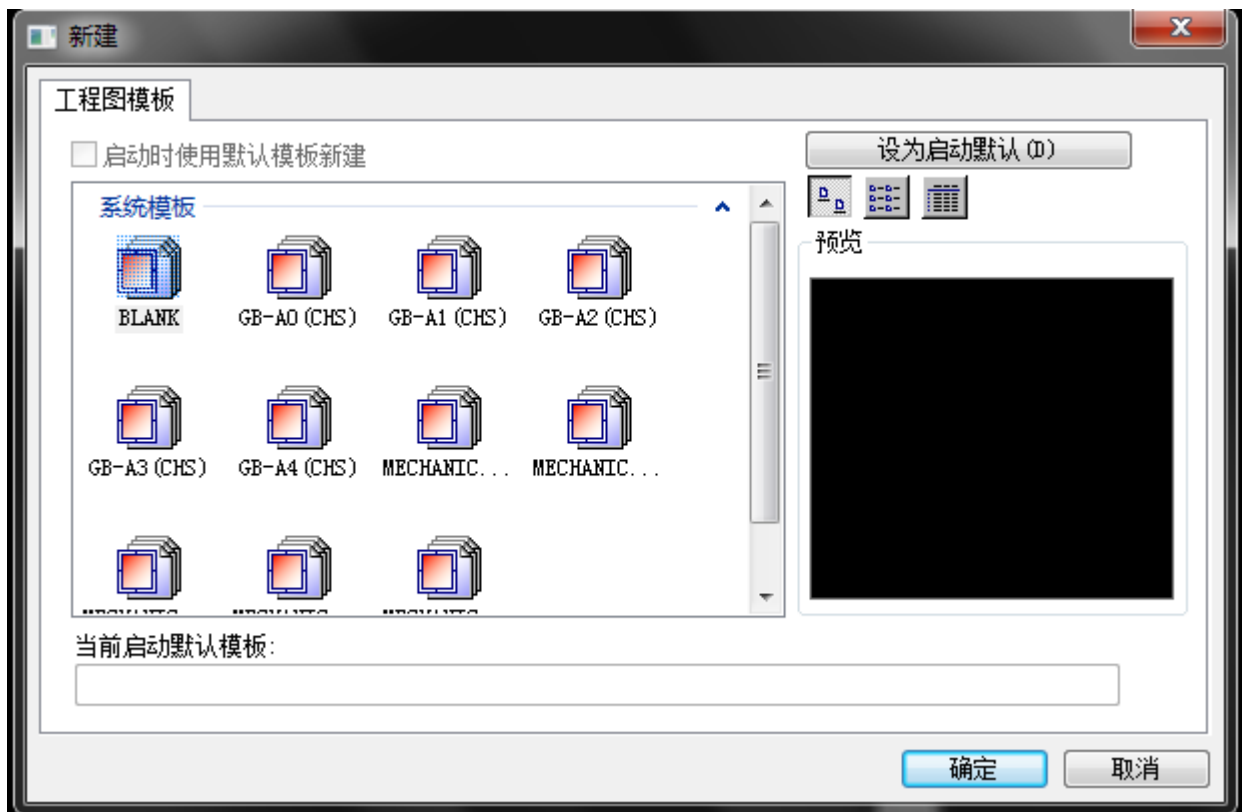 新建
工程图模板
启动时使用默认模板新建
设为启动默认(D)
系统模板
预览
BLANK GB-A0(CHS) GB-A1(CHS) GB-A2(CHS)
GB-A3(CHS) GB-A4(CHS) MECHANIC... MECHANIC...
当前启动默认模板:
确定 取消